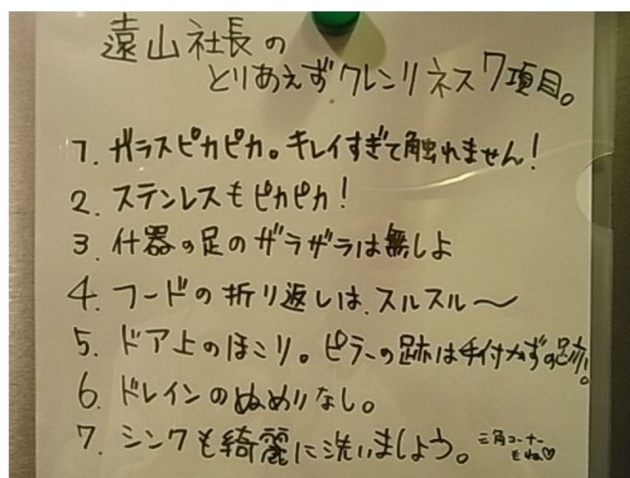 遠山社長の
とりあえずクレンリネス7項目。
1. ガラスピカピカ。キレイすぎて触れません!
2. ステンレスもピカピカ!
3. 什器の足のザラザラは無しよ
4. フードの折り返しは、スルスル〜
5. ドア上のほこり。ピラーの跡は手付かずの跡!。
6. ドレインのぬめりなし。
7. シンクも綺麗に洗いましょう。三角コーナー
もね♡